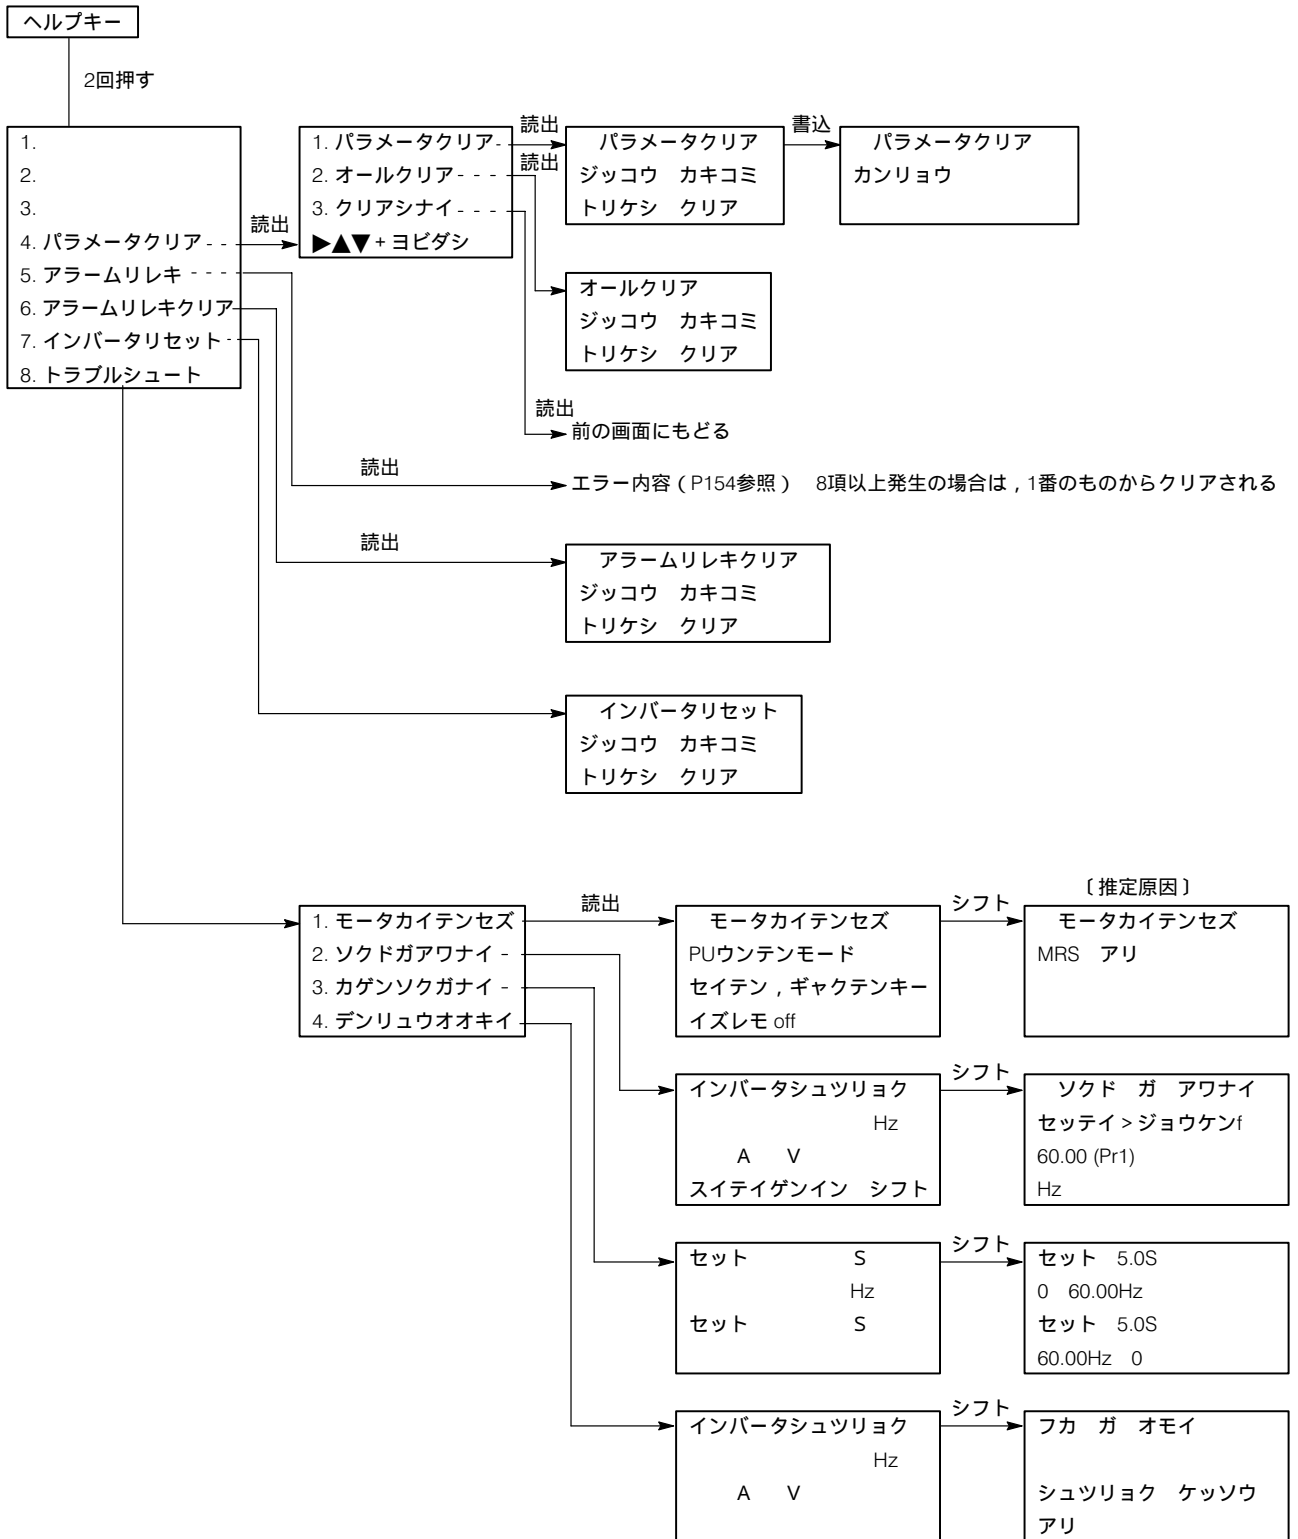 ヘルプキー
2回押す
1.
2.
3.
4. パラメータクリア
5. アラームリレキ
6. アラームリレキクリア
7. インバータリセット
8. トラブルシュート
読出
1. パラメータクリア
2. オールクリア
3. クリアシナイ
▶▲▼+ヨビダシ
読出
読出
パラメータクリア
ジッコウ カキコミ
トリケシ クリア
書込
パラメータクリア
カンリョウ
オールクリア
ジッコウ カキコミ
トリケシ クリア
読出
前の画面にもどる
読出
エラー内容(P154参照) 8項以上発生の場合は,1番のものからクリアされる
読出
アラームリレキクリア
ジッコウ カキコミ
トリケシ クリア
インバータリセット
ジッコウ カキコミ
トリケシ クリア
1. モータカイテンセズ
2. ソクドガアワナイ
3. カゲンソクガナイ
4. デンリュウオオキイ
読出
モータカイテンセズ
PUウンテンモード
セイテン,ギャクテンキー
イズレモ off
シフト
〔推定原因〕
モータカイテンセズ
MRS アリ
インバータシュツリョク
Hz
A V
スイテイゲンイン シフト
シフト
ソクド ガ アワナイ
セッテイ>ジョウケンf
60.00 (Pr1)
Hz
セット S
Hz
セット S
シフト
セット 5.0S
0 60.00Hz
セット 5.0S
60.00Hz 0
インバータシュツリョク
Hz
A V
シフト
フカ ガ オモイ
シュツリョク ケッソウ
アリ